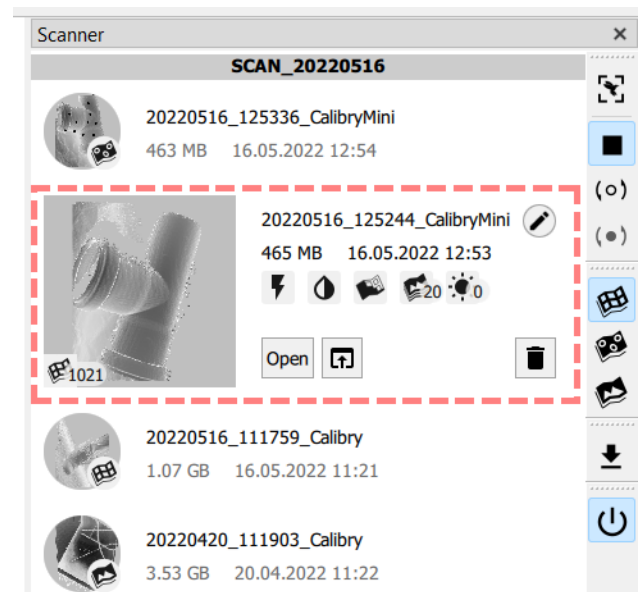 Scanner
SCAN_20220516
20220516_125336_CalibryMini
463 MB 16.05.2022 12:54
20220516_125244_CalibryMini
465 MB 16.05.2022 12:53
20 0
1021
Open
20220516_111759_Calibry
1.07 GB 16.05.2022 11:21
20220420_111903_Calibry
3.53 GB 20.04.2022 11:22